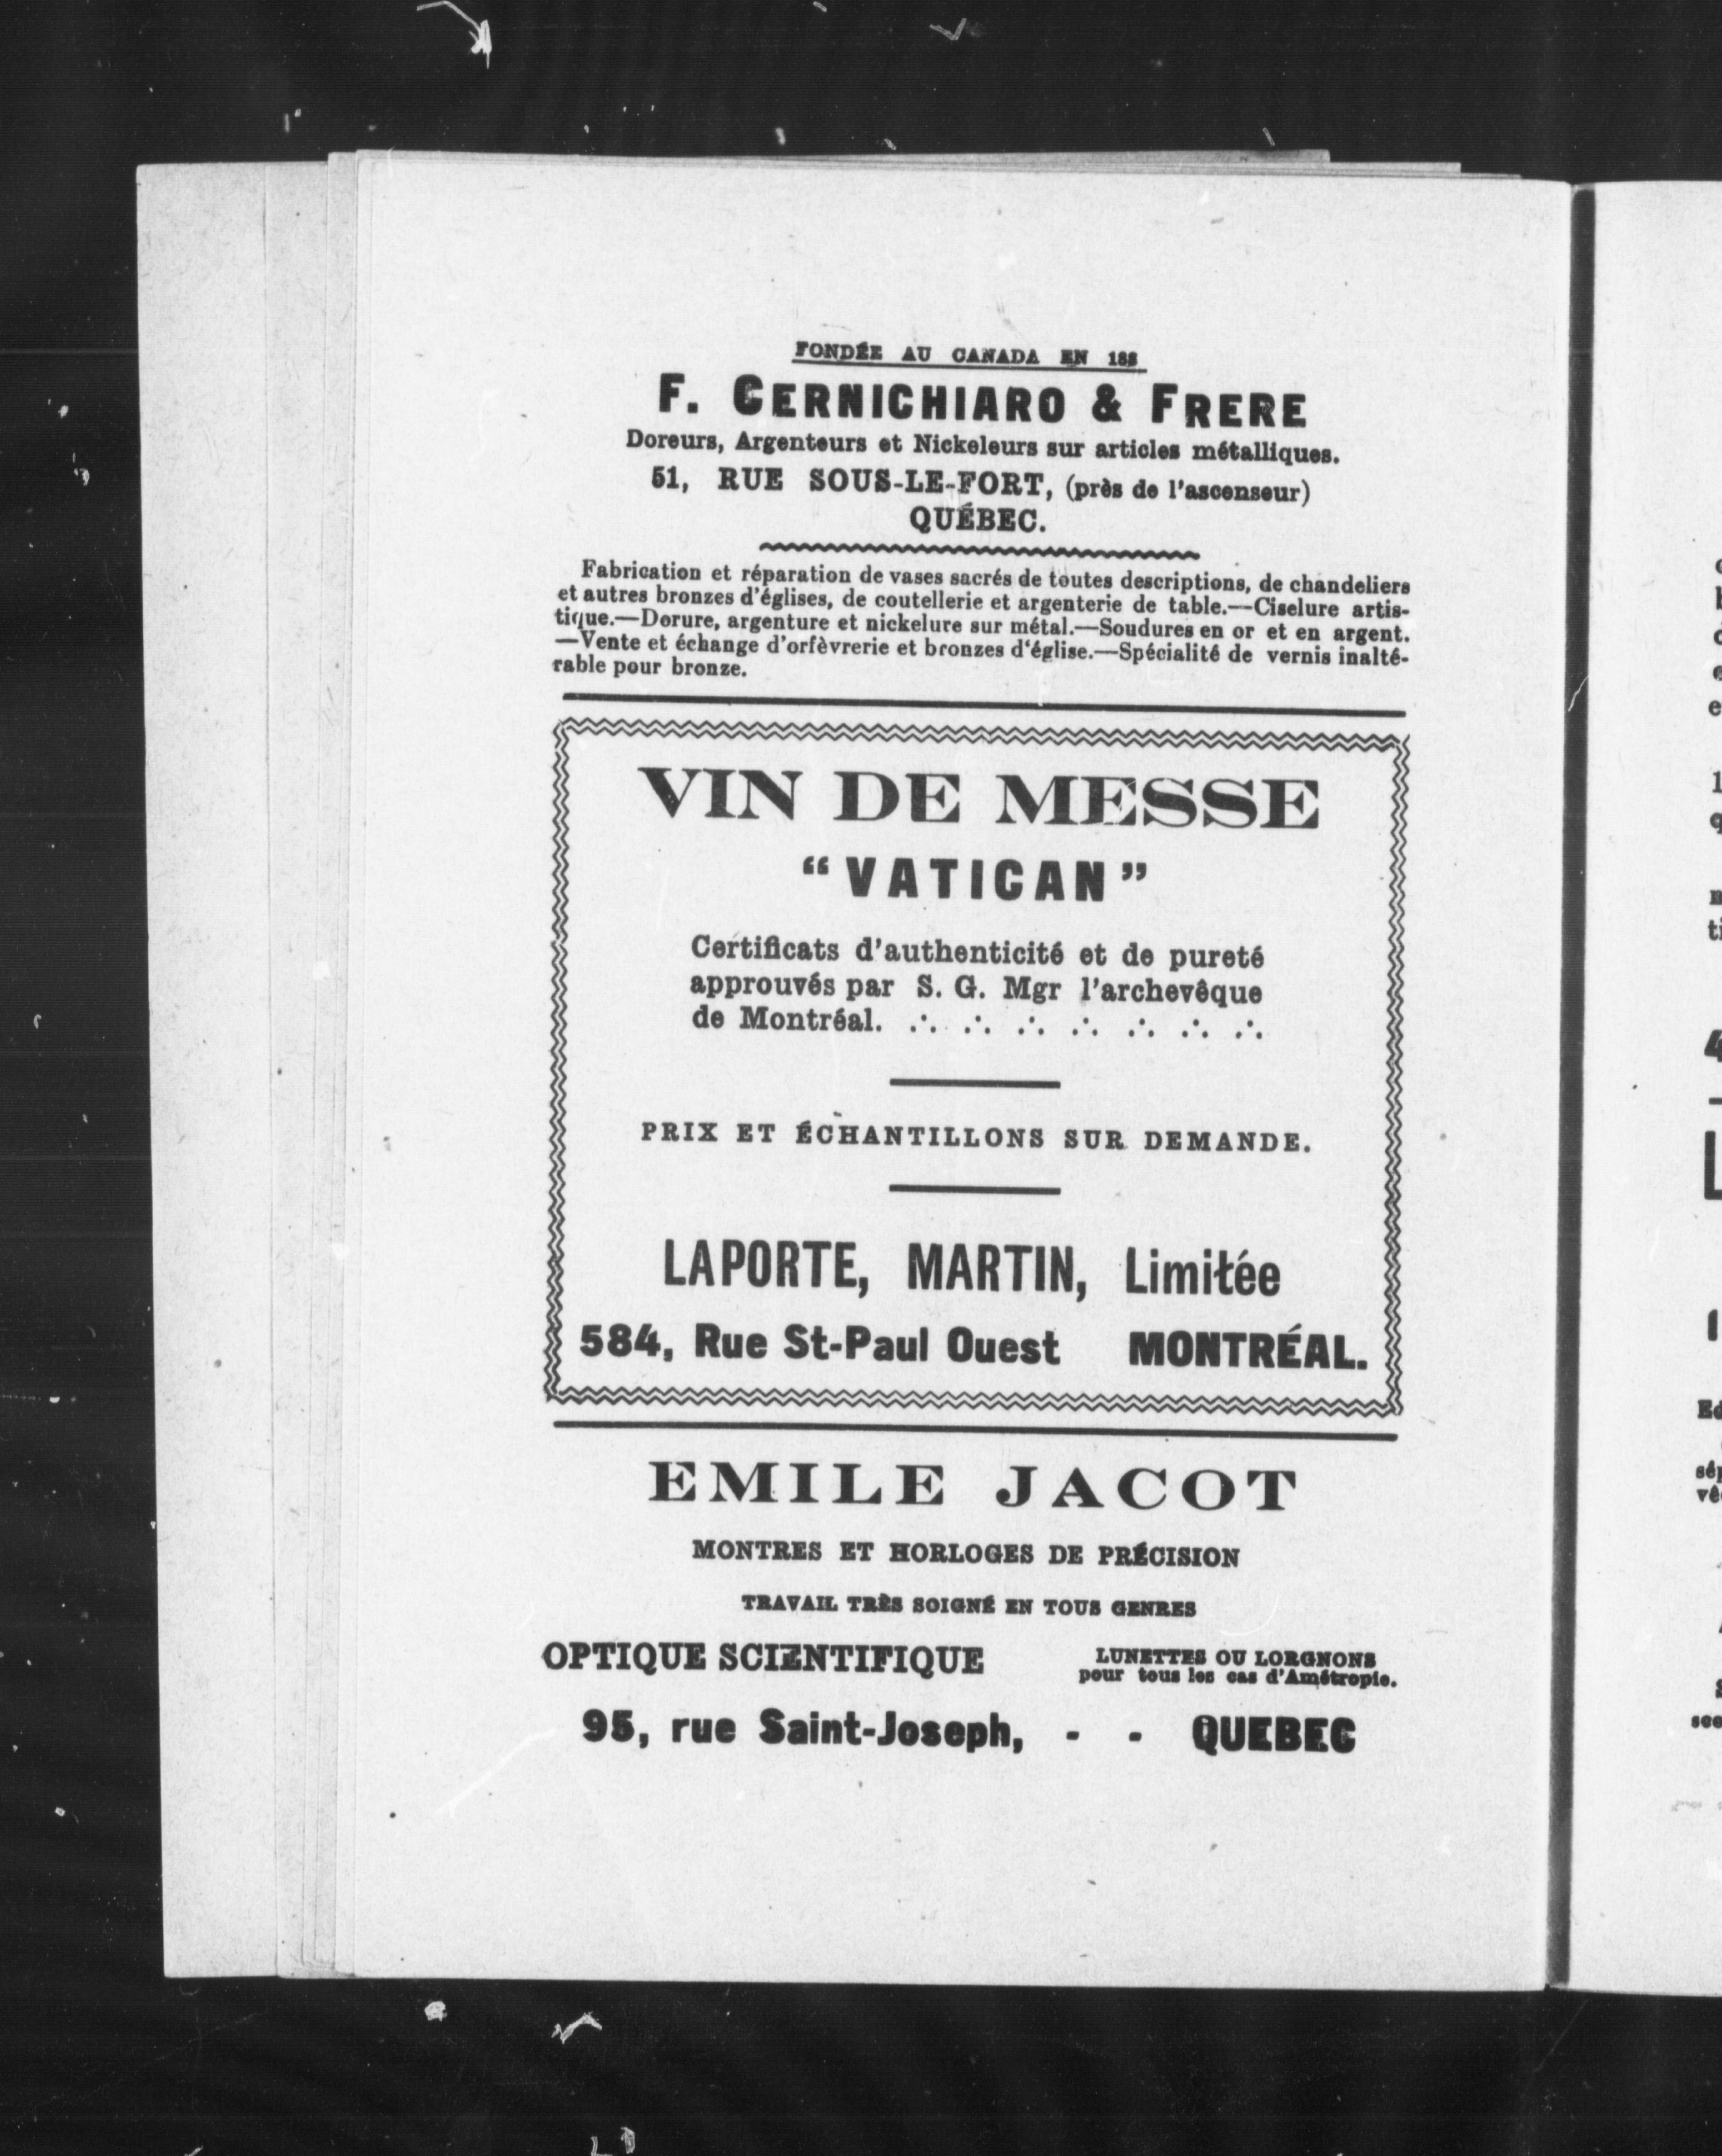 FONDÉE AU CANADA EN
F. CERNICHIARO & FRERE
Doreurs, Argenteurs et Nickeleurs sur articles métalliques.
51, RUE SOUS-LE-FORT, (près de l'ascenseur)
QUÉBEC.
Fabrication et réparation de vases sacrés de toutes descriptions, de chandeliers
et autres bronzes d'églises, de coutellerie et argenterie de table.—Ciselure artis-
tique.—Dorure, argenture et nickelure sur métal.—Soudures en or et en argent.
—Vente et échange d'orfèvrerie et bronzes d'église.—Spécialité de vernis inalté-
rable pour bronze.
VIN DE MESSE
“VATICAN”
Certificats d'authenticité et de pureté
approuvés par S. G. Mgr l'archevêque
de Montréal. ∴ ∴ ∴ ∴ ∴ ∴ ∴
PRIX ET ÉCHANTILLONS SUR DEMANDE.
LAPORTE, MARTIN, Limitée
584, Rue St-Paul Ouest MONTRÉAL.
EMILE JACOT
MONTRES ET HORLOGES DE PRÉCISION
TRAVAIL TRÈS SOIGNÉ EN TOUS GENRES
OPTIQUE SCIENTIFIQUE
LUNETTES OU LORGNONS
pour tous les cas d'Amétropie.
95, rue Saint-Joseph, - - QUEBEC